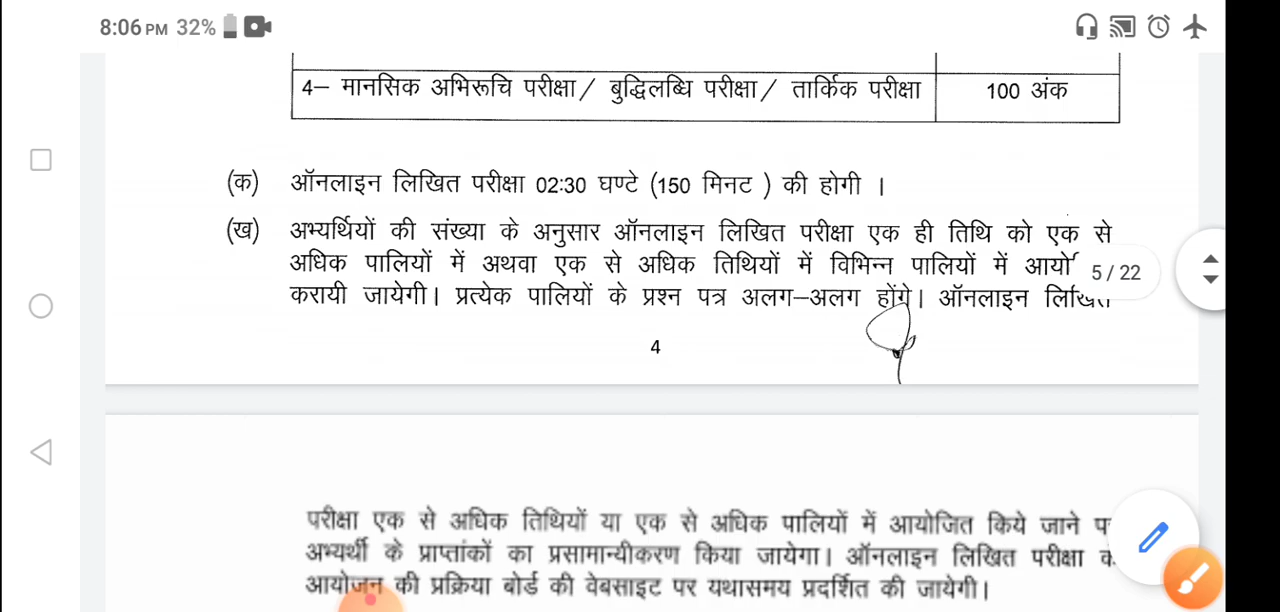 8:06 PM 32%
4– मानसिक अभिरूचि परीक्षा/ बुद्धिलब्धि परीक्षा/ तार्किक परीक्षा 100 अंक
(क) ऑनलाइन लिखित परीक्षा 02:30 घण्टे (150 मिनट ) की होगी ।
(ख) अभ्यर्थियों की संख्या के अनुसार ऑनलाइन लिखित परीक्षा एक ही तिथि को एक से
अधिक पालियों में अथवा एक से अधिक तिथियों में विभिन्न पालियों में
5 / 22
करायी जायेगी। प्रत्येक पालियों के प्रश्न पत्र अलग–अलग होंगे। ऑनलाइन लिखित
4
परीक्षा एक से अधिक तिथियों या एक से अधिक पालियों में आयोजित किये जाने
अभ्यर्थी के प्राप्तांकों का प्रसामान्यीकरण किया जायेगा। ऑनलाइन लिखित परीक्षा
आयोजन की प्रक्रिया बोर्ड की वेबसाइट पर यथासमय प्रदर्शित की जायेगी।